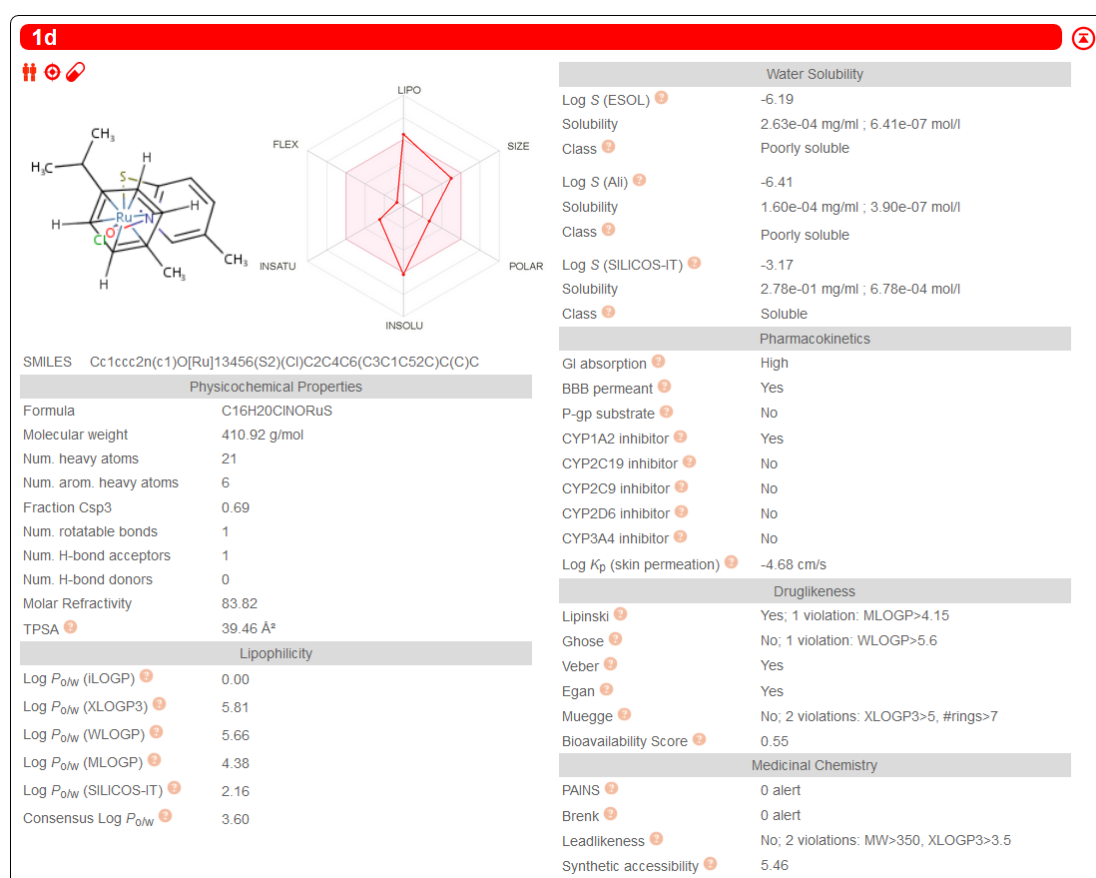 1d
LIPO
FLEX
SIZE
INSATU
POLAR
INSOLU
CH₃
H₃C
H
S
H
H
Ru
N
O
Cl
CH₃
CH₃
H
SMILES Cc1ccc2n(c1)O[Ru]13456(S2)(Cl)C2C4C6(C3C1C52C)C(C)C
Physicochemical Properties
Formula C16H20ClNORuS
Molecular weight 410.92 g/mol
Num. heavy atoms 21
Num. arom. heavy atoms 6
Fraction Csp3 0.69
Num. rotatable bonds 1
Num. H-bond acceptors 1
Num. H-bond donors 0
Molar Refractivity 83.82
TPSA ? 39.46 Å²
Lipophilicity
Log Po/w (iLOGP) ? 0.00
Log Po/w (XLOGP3) ? 5.81
Log Po/w (WLOGP) ? 5.66
Log Po/w (MLOGP) ? 4.38
Log Po/w (SILICOS-IT) ? 2.16
Consensus Log Po/w ? 3.60
Water Solubility
Log S (ESOL) ? -6.19
Solubility 2.63e-04 mg/ml ; 6.41e-07 mol/l
Class ? Poorly soluble
Log S (Ali) ? -6.41
Solubility 1.60e-04 mg/ml ; 3.90e-07 mol/l
Class ? Poorly soluble
Log S (SILICOS-IT) ? -3.17
Solubility 2.78e-01 mg/ml ; 6.78e-04 mol/l
Class ? Soluble
Pharmacokinetics
GI absorption ? High
BBB permeant ? Yes
P-gp substrate ? No
CYP1A2 inhibitor ? Yes
CYP2C19 inhibitor ? No
CYP2C9 inhibitor ? No
CYP2D6 inhibitor ? No
CYP3A4 inhibitor ? No
Log Kp (skin permeation) ? -4.68 cm/s
Druglikeness
Lipinski ? Yes; 1 violation: MLOGP>4.15
Ghose ? No; 1 violation: WLOGP>5.6
Veber ? Yes
Egan ? Yes
Muegge ? No; 2 violations: XLOGP3>5, #rings>7
Bioavailability Score ? 0.55
Medicinal Chemistry
PAINS ? 0 alert
Brenk ? 0 alert
Leadlikeness ? No; 2 violations: MW>350, XLOGP3>3.5
Synthetic accessibility ? 5.46